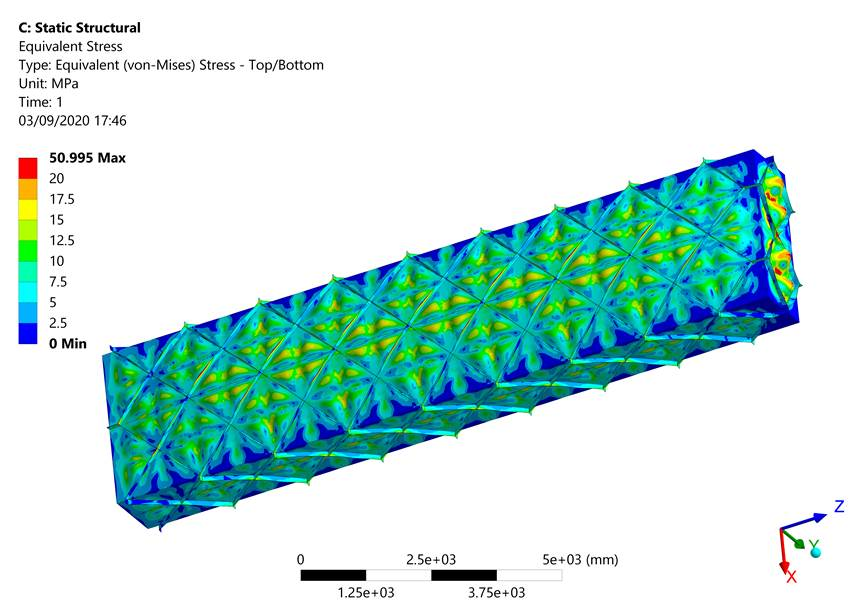 C: Static Structural
Equivalent Stress
Type: Equivalent (von-Mises) Stress - Top/Bottom
Unit: MPa
Time: 1
03/09/2020 17:46
50.995 Max
20
17.5
15
12.5
10
7.5
5
2.5
0 Min
0 2.5e+03 5e+03 (mm)
1.25e+03 3.75e+03
Z
Y
X